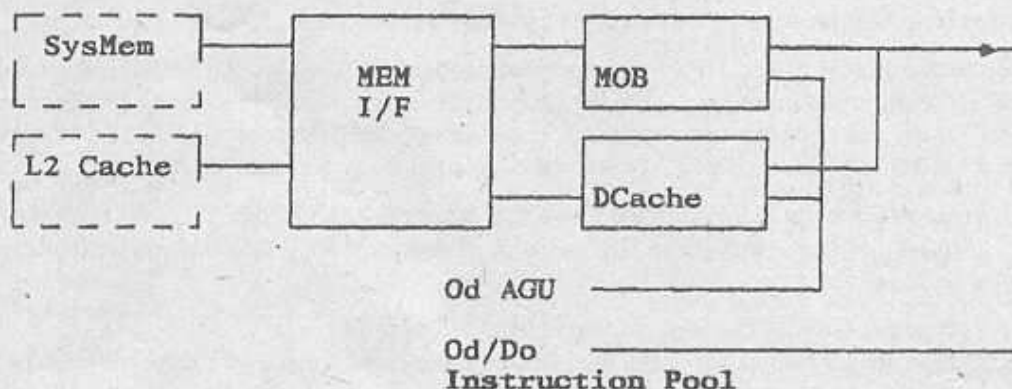 SysMem
MEM
I/F
MOB
L2 Cache
DCache
Od AGU
Od/Do
Instruction Pool